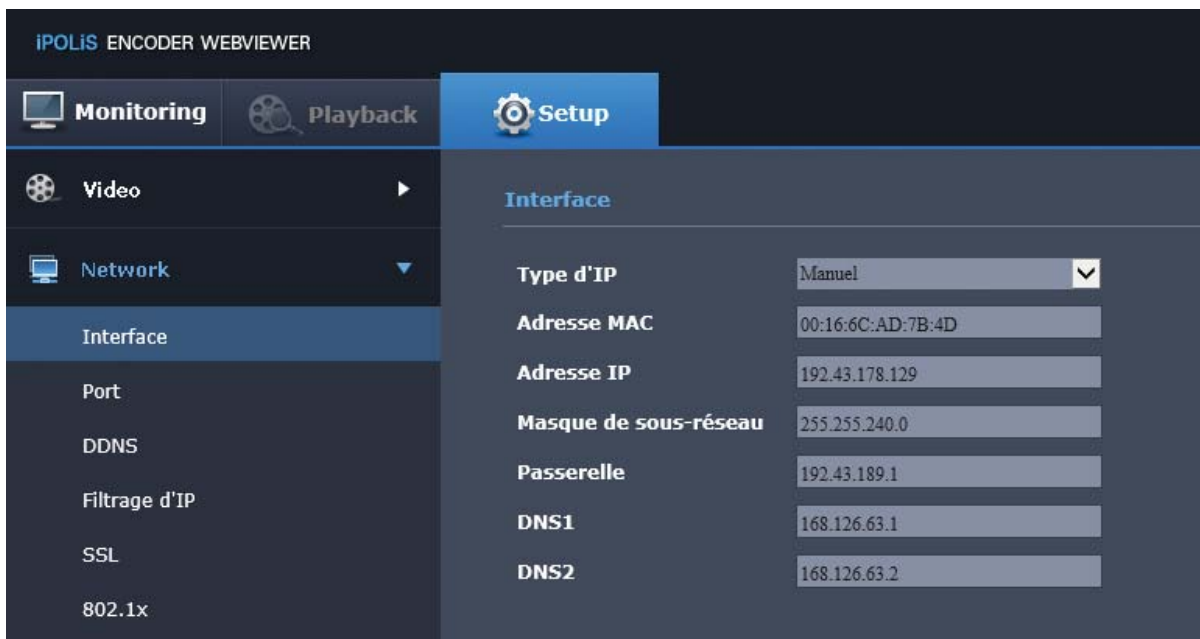 iPOLiS ENCODER WEBVIEWER
Monitoring Playback Setup
Video
Network
Interface
Port
DDNS
Filtrage d'IP
SSL
802.1x
Interface
Type d'IP Manuel
Adresse MAC 00:16:6C:AD:7B:4D
Adresse IP 192.43.178.129
Masque de sous-réseau 255.255.240.0
Passerelle 192.43.189.1
DNS1 168.126.63.1
DNS2 168.126.63.2